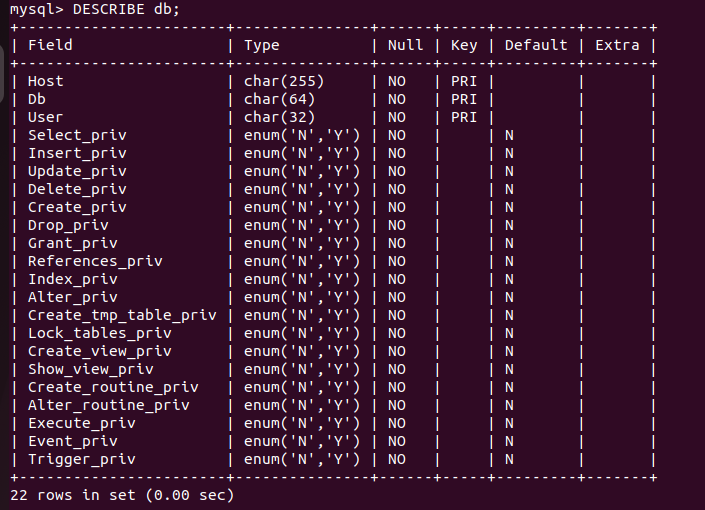 mysql> DESCRIBE db;
+-----------------------+---------------+------+-----+---------+-------+
| Field                 | Type          | Null | Key | Default | Extra |
+-----------------------+---------------+------+-----+---------+-------+
| Host                  | char(255)     | NO   | PRI |         |       |
| Db                    | char(64)      | NO   | PRI |         |       |
| User                  | char(32)      | NO   | PRI |         |       |
| Select_priv           | enum('N','Y') | NO   |     | N       |       |
| Insert_priv           | enum('N','Y') | NO   |     | N       |       |
| Update_priv           | enum('N','Y') | NO   |     | N       |       |
| Delete_priv           | enum('N','Y') | NO   |     | N       |       |
| Create_priv           | enum('N','Y') | NO   |     | N       |       |
| Drop_priv             | enum('N','Y') | NO   |     | N       |       |
| Grant_priv            | enum('N','Y') | NO   |     | N       |       |
| References_priv       | enum('N','Y') | NO   |     | N       |       |
| Index_priv            | enum('N','Y') | NO   |     | N       |       |
| Alter_priv            | enum('N','Y') | NO   |     | N       |       |
| Create_tmp_table_priv | enum('N','Y') | NO   |     | N       |       |
| Lock_tables_priv      | enum('N','Y') | NO   |     | N       |       |
| Create_view_priv      | enum('N','Y') | NO   |     | N       |       |
| Show_view_priv        | enum('N','Y') | NO   |     | N       |       |
| Create_routine_priv   | enum('N','Y') | NO   |     | N       |       |
| Alter_routine_priv    | enum('N','Y') | NO   |     | N       |       |
| Execute_priv          | enum('N','Y') | NO   |     | N       |       |
| Event_priv            | enum('N','Y') | NO   |     | N       |       |
| Trigger_priv          | enum('N','Y') | NO   |     | N       |       |
+-----------------------+---------------+------+-----+---------+-------+
22 rows in set (0.00 sec)